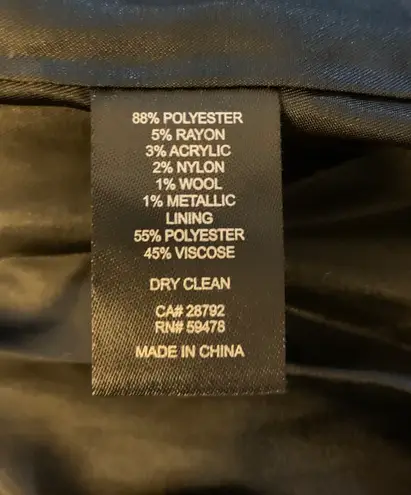 88% POLYESTER
5% RAYON
3% ACRYLIC
2% NYLON
1% WOOL
1% METALLIC
LINING
55% POLYESTER
45% VISCOSE
DRY CLEAN
CA# 28792
RN# 59478
MADE IN CHINA